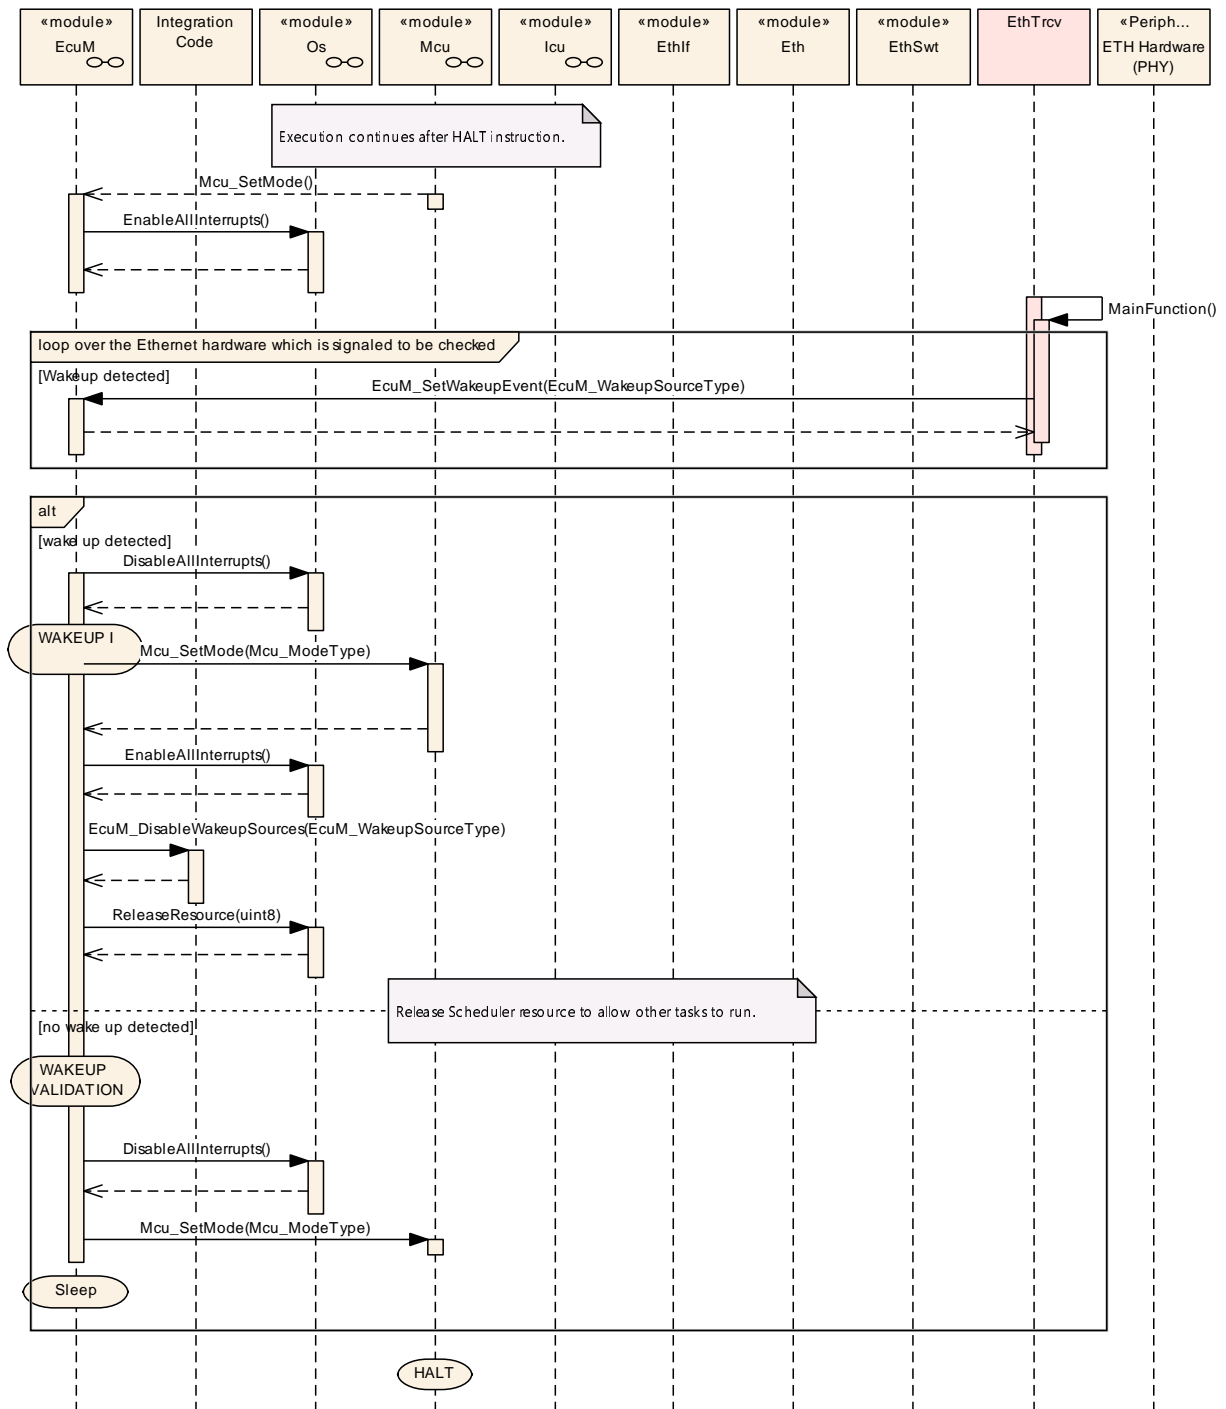 «module»
EcuM
Integration
Code
«module»
Os
«module»
Mcu
«module»
Icu
«module»
EthIf
«module»
Eth
«module»
EthSwt
EthTrcv
«Periph...
ETH Hardware
(PHY)
Execution continues after HALT instruction.
Mcu_SetMode()
EnableAllInterrupts()
MainFunction()
loop over the Ethernet hardware which is signaled to be checked
[Wakeup detected]
EcuM_SetWakeupEvent(EcuM_WakeupSourceType)
alt
[wake up detected]
DisableAllInterrupts()
WAKEUP I
Mcu_SetMode(Mcu_ModeType)
EnableAllInterrupts()
EcuM_DisableWakeupSources(EcuM_WakeupSourceType)
ReleaseResource(uint8)
Release Scheduler resource to allow other tasks to run.
[no wake up detected]
WAKEUP
VALIDATION
DisableAllInterrupts()
Mcu_SetMode(Mcu_ModeType)
Sleep
HALT